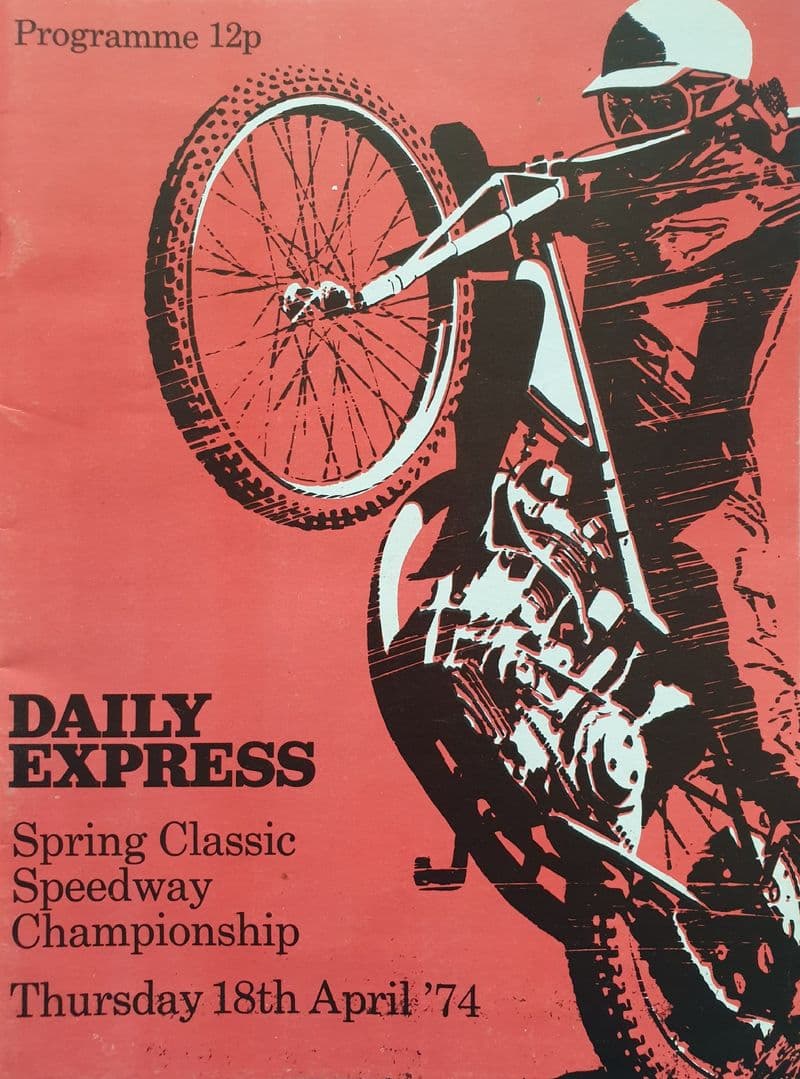 Programme 12p
DAILY
EXPRESS
Spring Classic
Speedway
Championship
Thursday 18th April '74